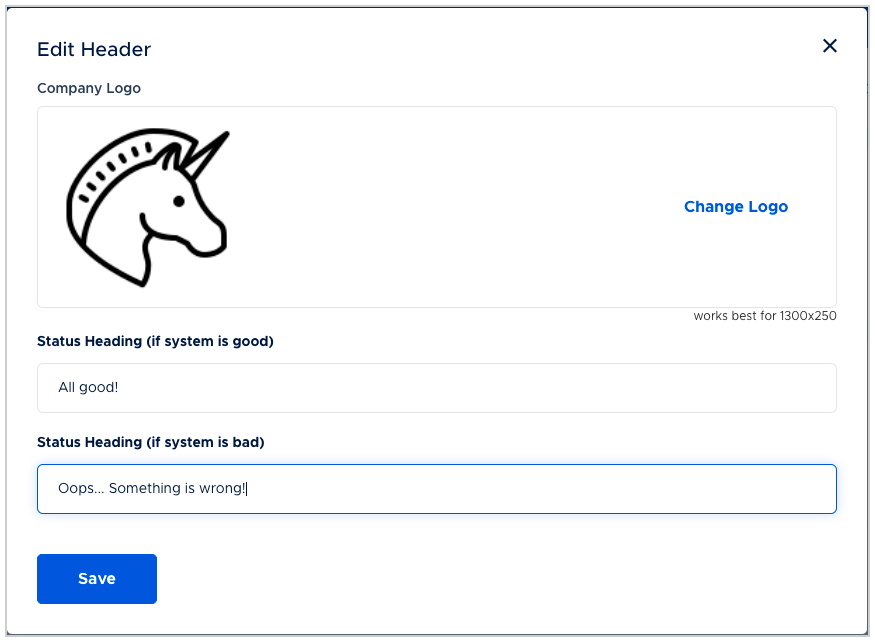 Edit Header
Company Logo
Change Logo
works best for 1300x250
Status Heading (if system is good)
All good!
Status Heading (if system is bad)
Oops... Something is wrong!
Save